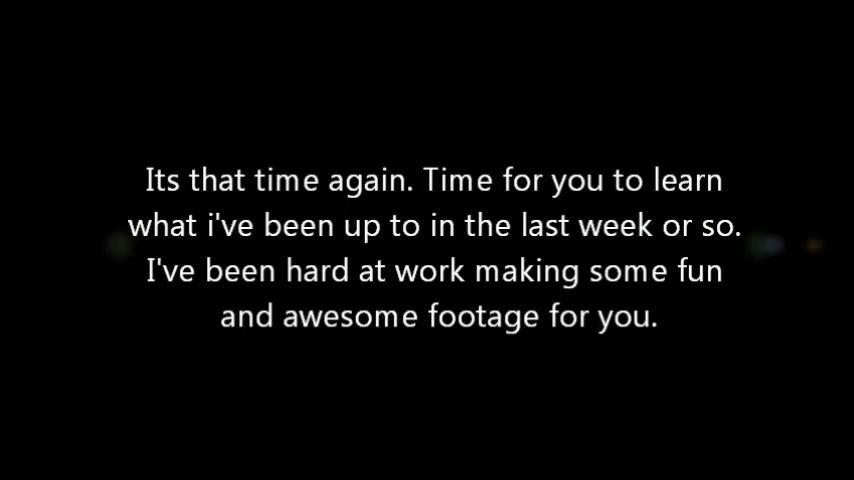 Its that time again. Time for you to learn
what i've been up to in the last week or so.
I've been hard at work making some fun
and awesome footage for you.